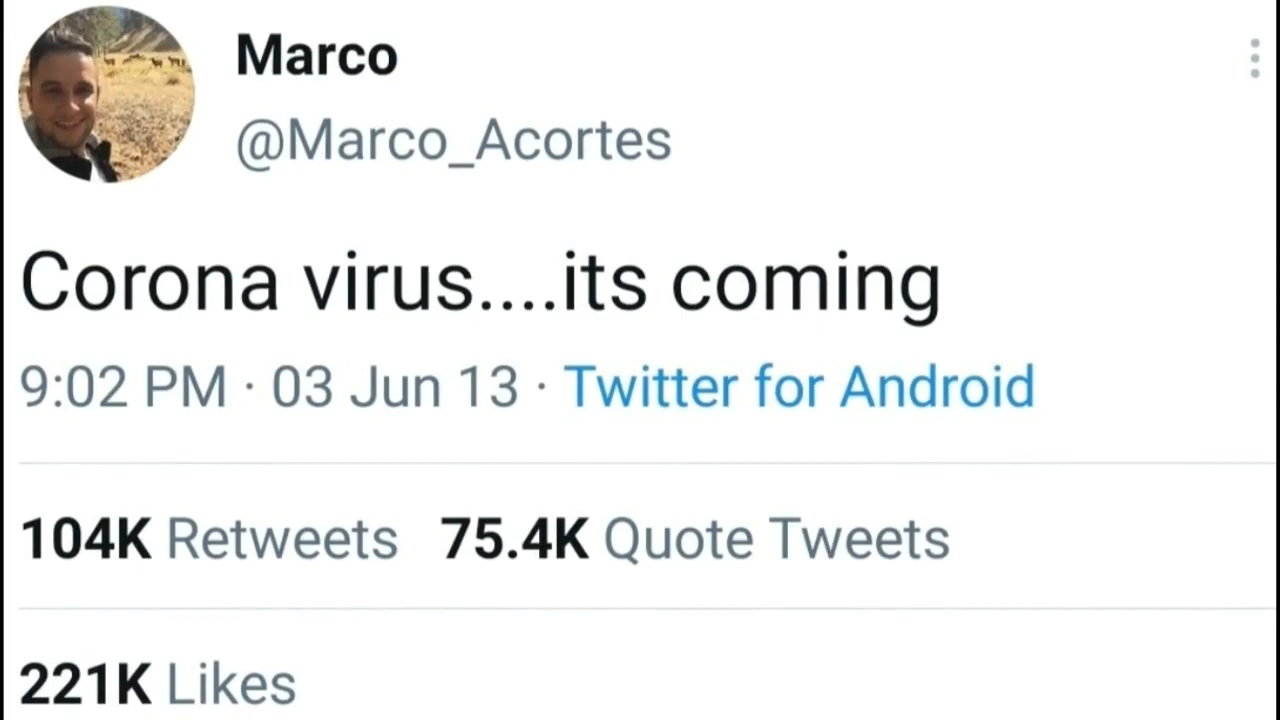 Marco
@Marco_Acortes
Corona virus....its coming
9:02 PM · 03 Jun 13 · Twitter for Android
104K Retweets 75.4K Quote Tweets
221K Likes